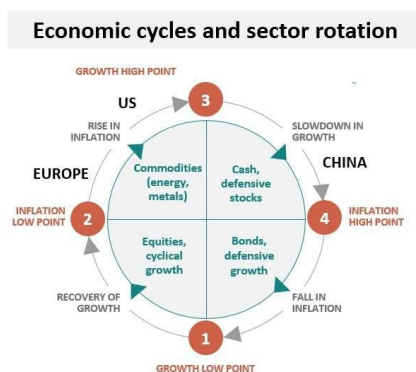 Economic cycles and sector rotation
GROWTH HIGH POINT
US
3
RISE IN
INFLATION
SLOWDOWN IN
GROWTH
EUROPE
Commodities
(energy,
metals)
Cash,
defensive
stocks
CHINA
INFLATION
LOW POINT
2
4
INFLATION
HIGH POINT
Equities,
cyclical
growth
Bonds,
defensive
growth
RECOVERY OF
GROWTH
FALL IN
INFLATION
1
GROWTH LOW POINT